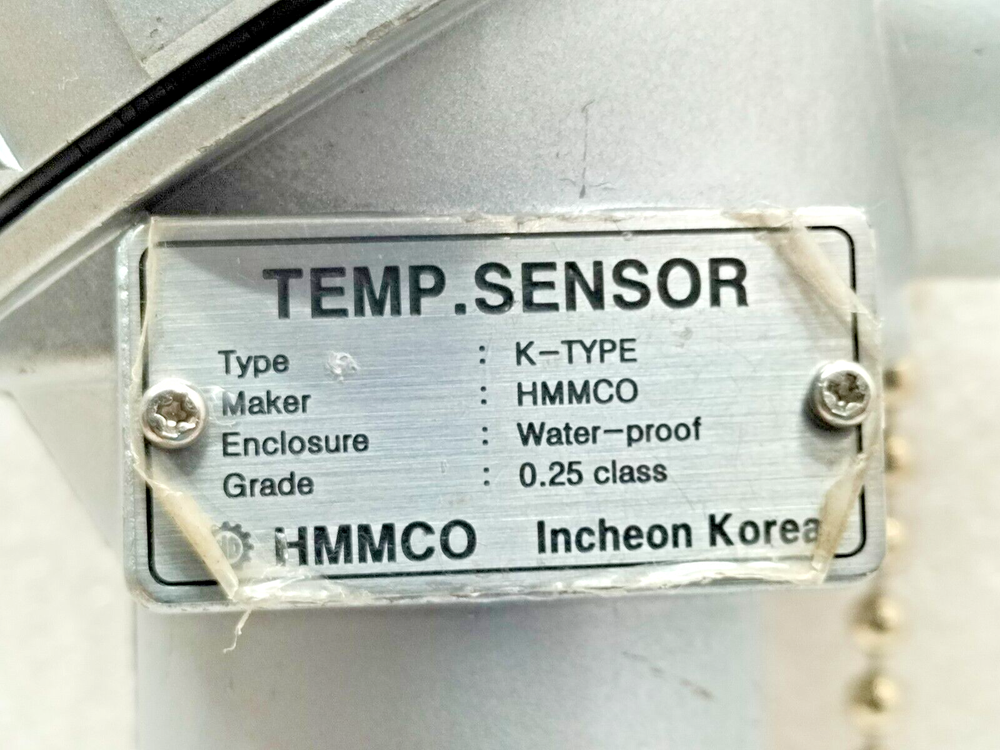 TEMP.SENSOR
Type : K-TYPE
Maker : HMMCO
Enclosure : Water-proof
Grade : 0.25 class
HMMCO Incheon Korea